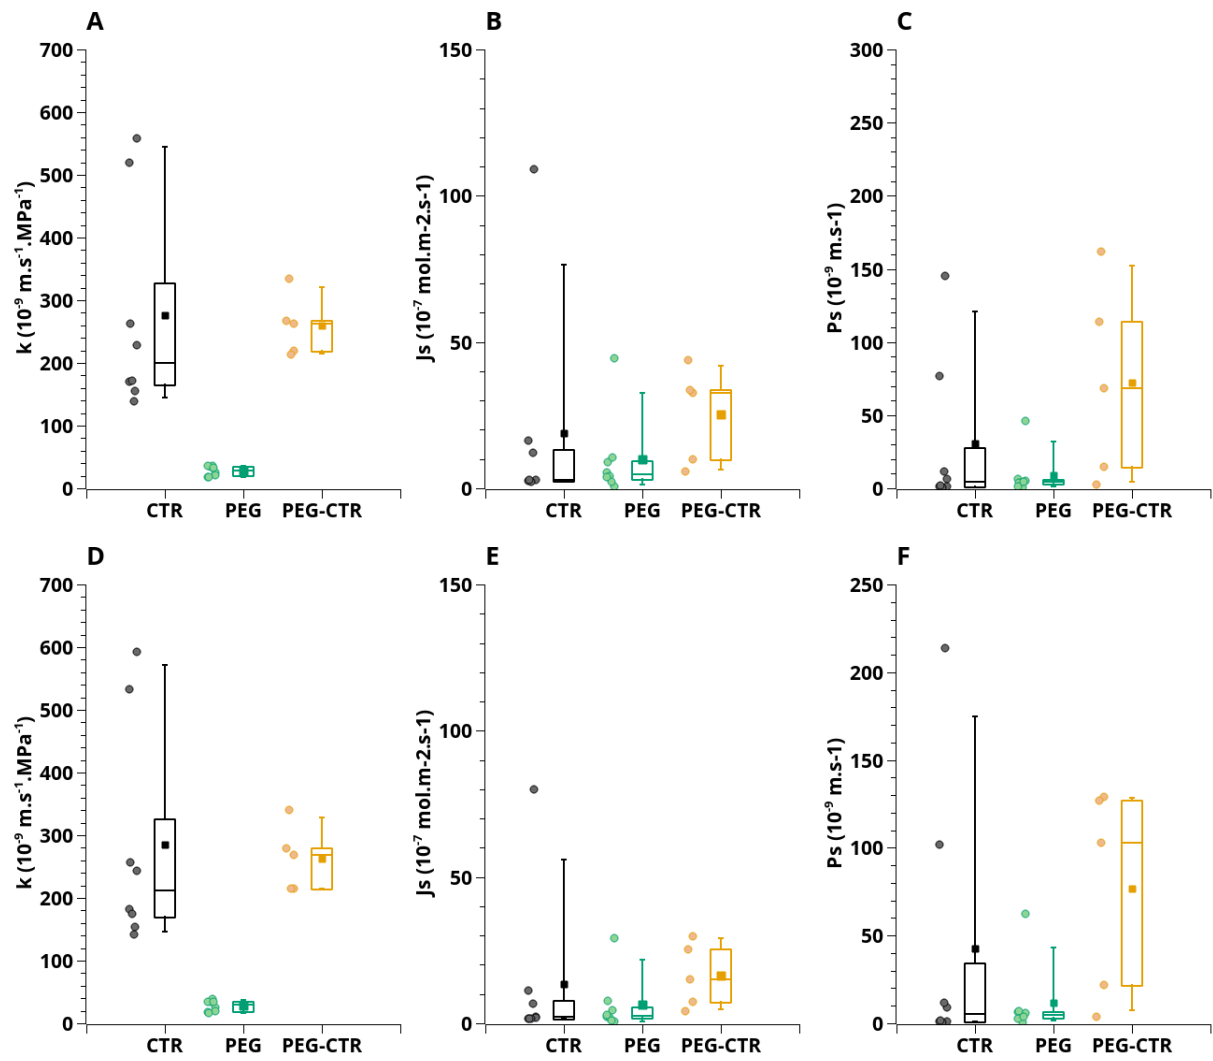 A
B
C
k (10⁻⁹ m.s⁻¹.MPa⁻¹)
700
600
500
400
300
200
100
0
CTR PEG PEG-CTR
Js (10⁻⁷ mol.m-2.s-1)
150
100
50
0
CTR PEG PEG-CTR
Ps (10⁻⁹ m.s-1)
300
250
200
150
100
50
0
CTR PEG PEG-CTR
D
E
F
k (10⁻⁹ m.s⁻¹.MPa⁻¹)
700
600
500
400
300
200
100
0
CTR PEG PEG-CTR
Js (10⁻⁷ mol.m-2.s-1)
150
100
50
0
CTR PEG PEG-CTR
Ps (10⁻⁹ m.s-1)
250
200
150
100
50
0
CTR PEG PEG-CTR